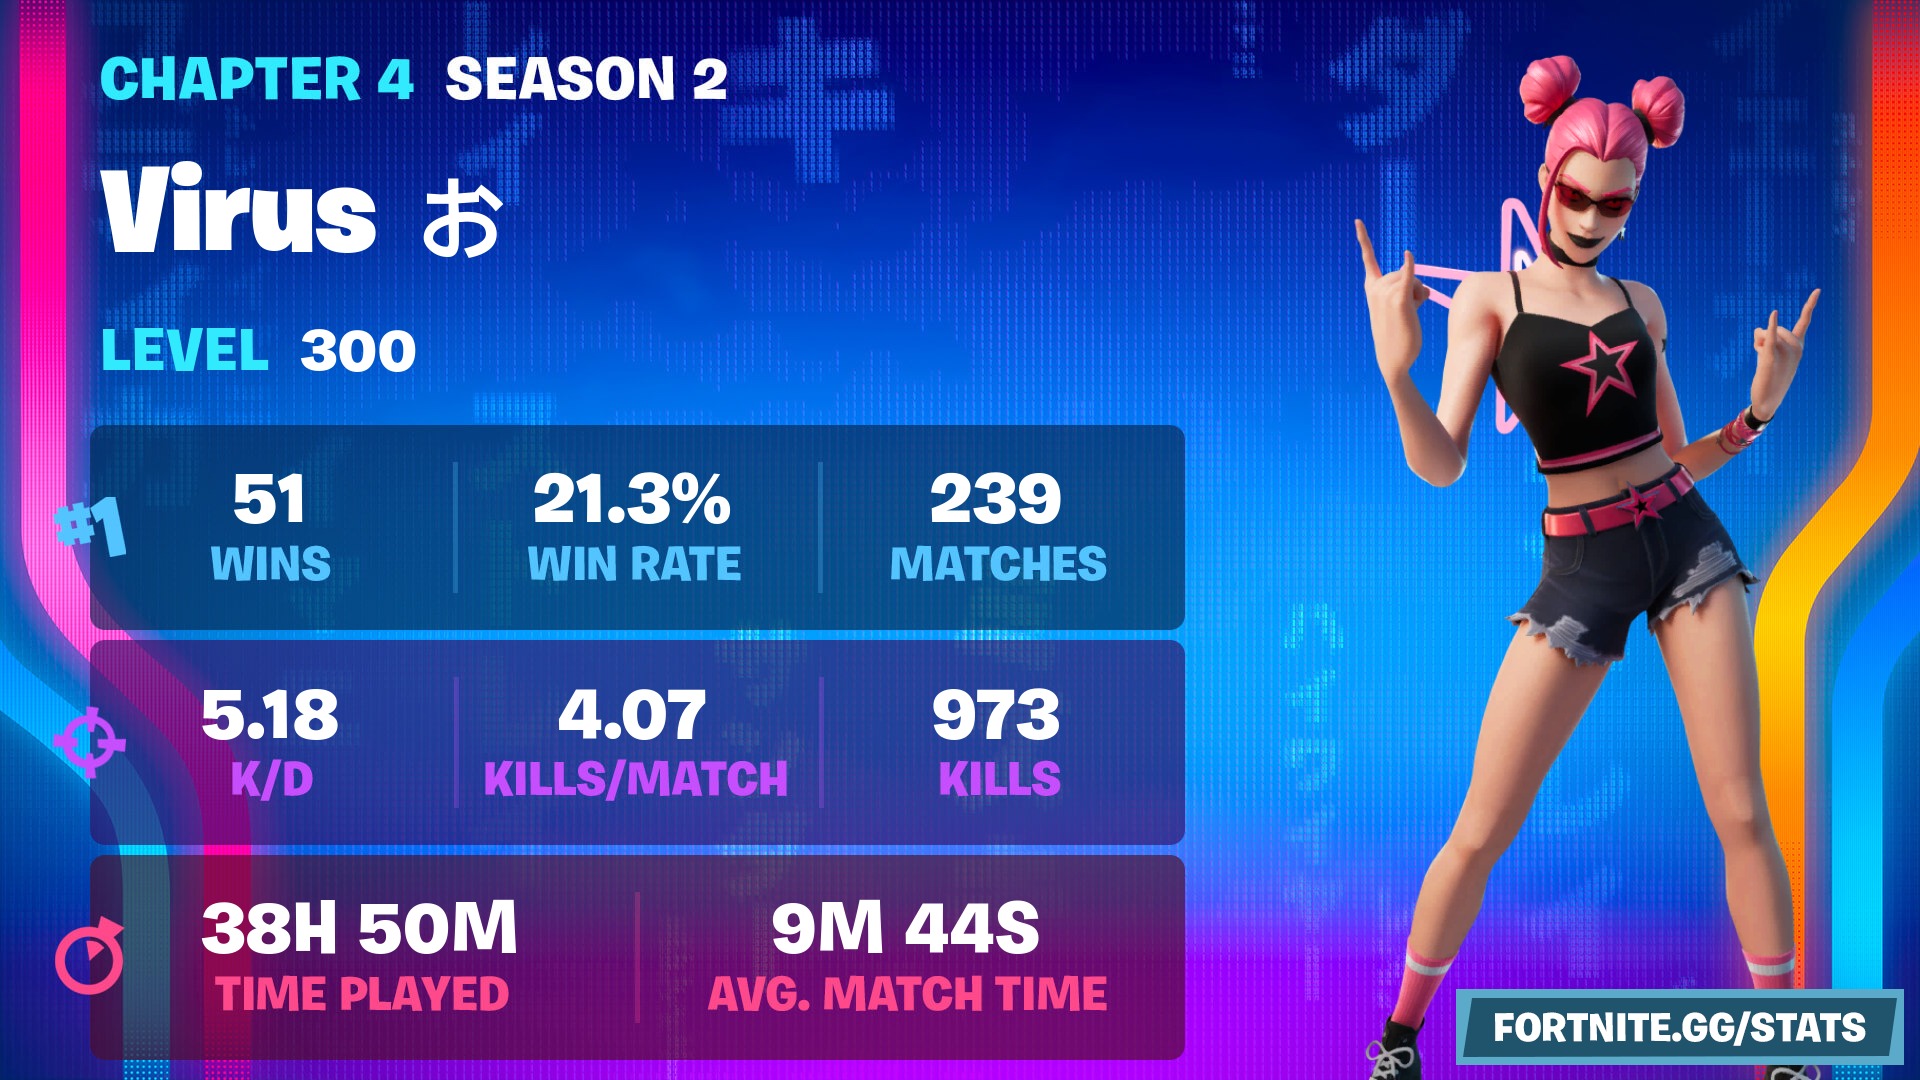 CHAPTER 4 SEASON 2
Virus お
LEVEL 300
#1
51 21.3% 239
WINS WIN RATE MATCHES
5.18 4.07 973
K/D KILLS/MATCH KILLS
38H 50M 9M 44S
TIME PLAYED AVG. MATCH TIME
FORTNITE.GG/STATS